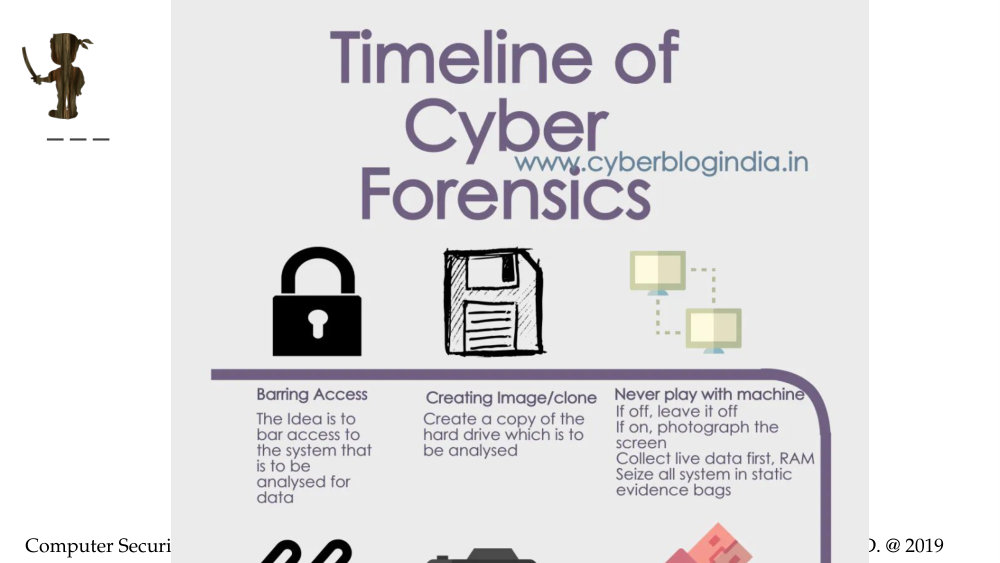 Timeline of
Cyber
www.cyberblogindia.in
Forensics
Barring Access
The Idea is to
bar access to
the system that
is to be
analysed for
data
Creating Image/clone
Create a copy of the
hard drive which is to
be analysed
Never play with machine
If off, leave it off
If on, photograph the
screen
Collect live data first, RAM
Seize all system in static
evidence bags
Computer Securi
D. @ 2019